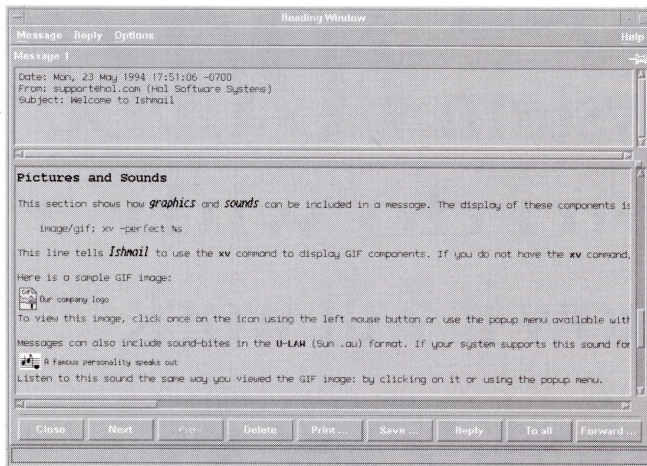 Reading Window
Message Reply Options Help
Message 1
Date: Mon, 23 May 1994 17:51:06 -0700
From: support@hal.com (Hal Software Systems)
Subject: Welcome to Ishmail
Pictures and Sounds
This section shows how graphics and sounds can be included in a message. The display of these components is
image/gif; xv -perfect %s
This line tells Ishmail to use the xv command to display GIF components. If you do not have the xv command,
Here is a sample GIF image:
GIF
Our company logo
To view this image, click once on the icon using the left mouse button or use the popup menu available with
Messages can also include sound-bites in the U-LAW (Sun .au) format. If your system supports this sound for
A famous personality speaks out
Listen to this sound the same way you viewed the GIF image: by clicking on it or using the popup menu.
Close Next Prev Delete Print ... Save ... Reply To all Forward ...